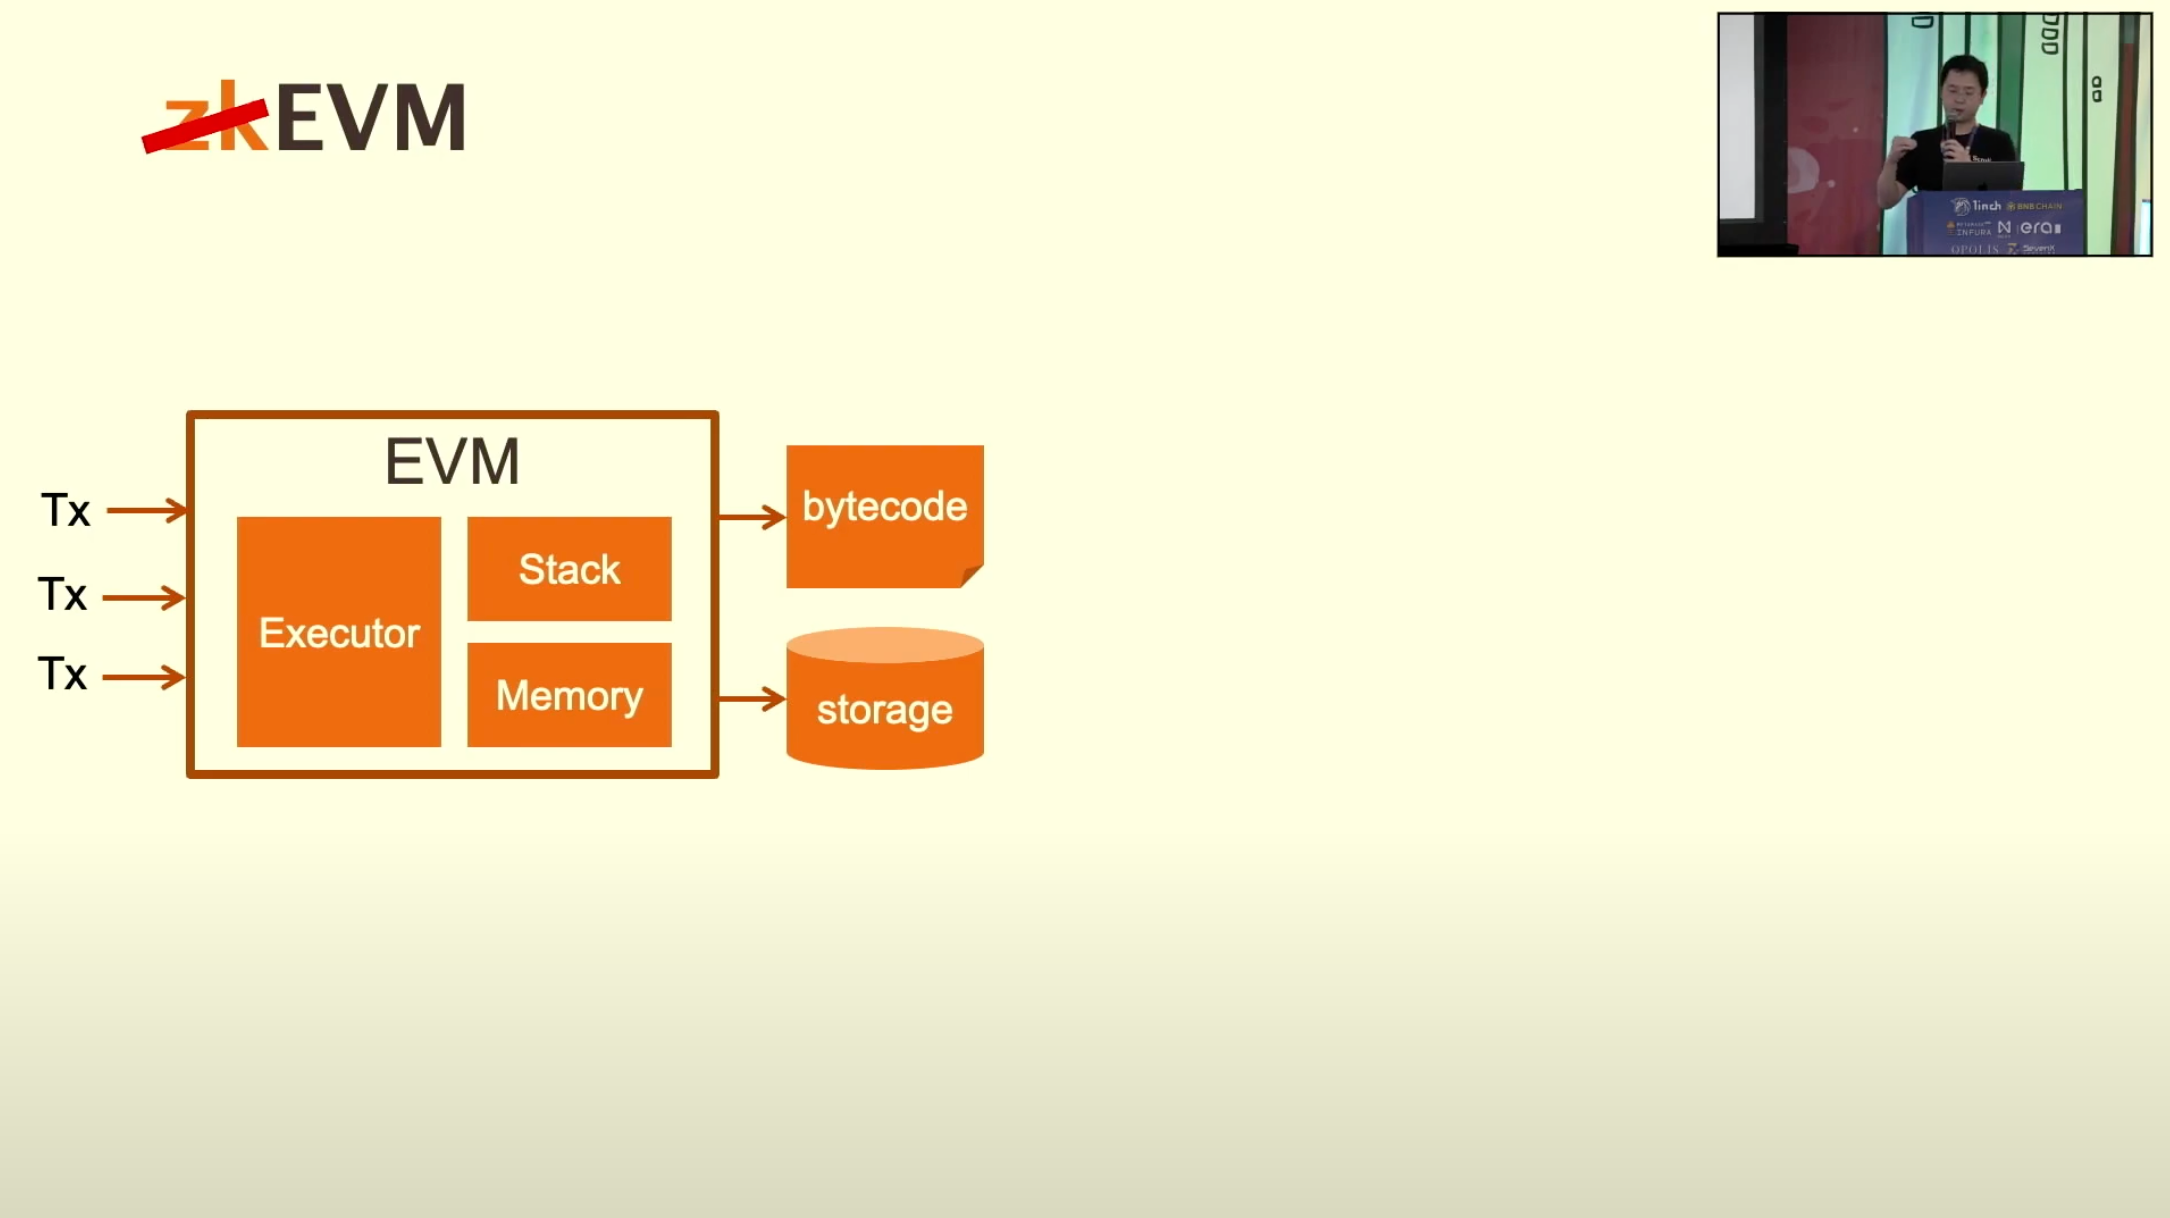 zkEVM
EVM
Tx
Tx
Tx
Executor
Stack
Memory
bytecode
storage
1inch BNB CHAIN
INFURA N era
OPOLIS SevenX